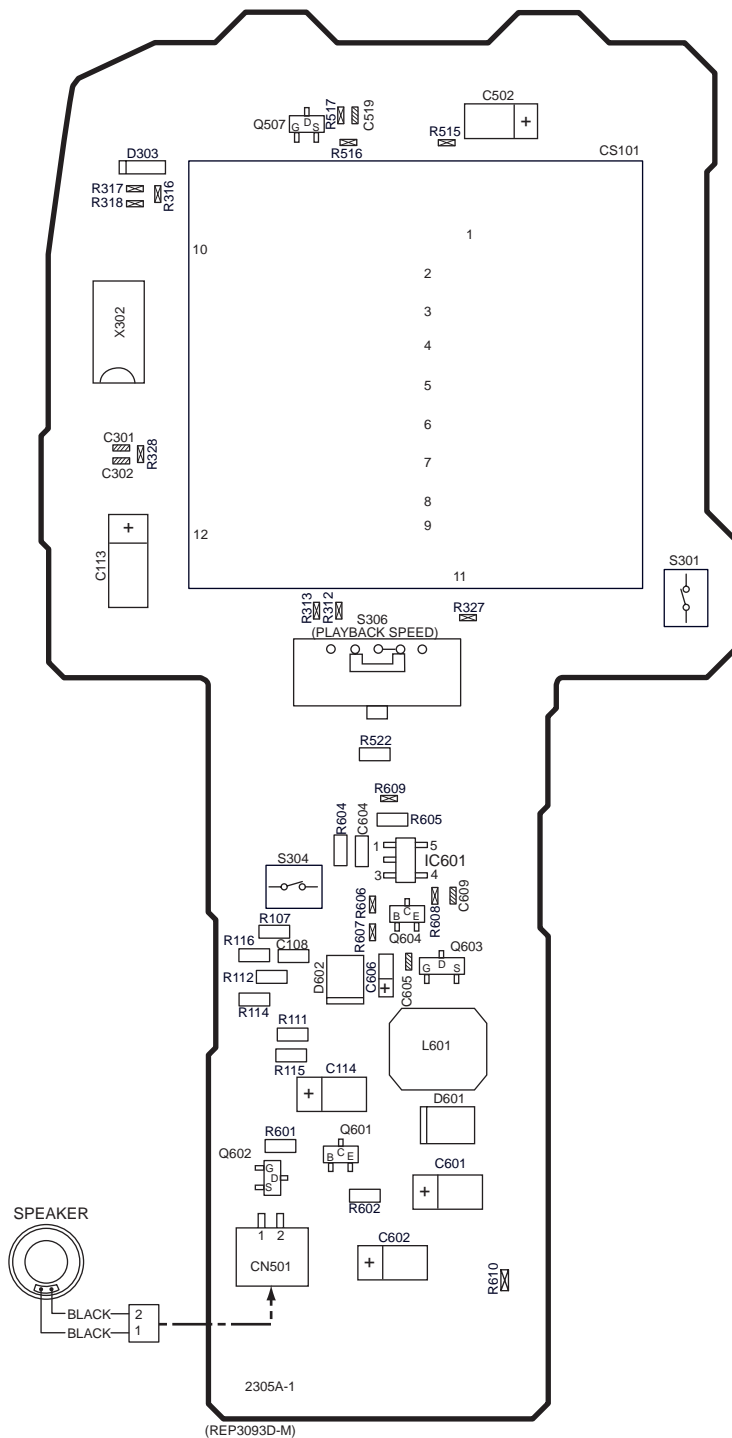 C502
+
R517
C519
Q507
G D S
R516
R515
CS101
D303
R317
R318
R316
10
1
2
3
4
5
6
7
8
9
X302
C301
C302
R328
12
11
+
C113
S301
R313
R312
R327
S306
(PLAYBACK SPEED)
R522
R609
R604
C604
R605
1
5
IC601
3
4
S304
R606
R608
C609
B C E
Q604
R607
R107
R116
C108
Q603
G D S
R112
D602
C606
+
C605
R114
R111
L601
R115
C114
+
D601
R601
Q601
B C E
Q602
G
D
S
C601
+
R602
SPEAKER
1 2
CN501
C602
+
R610
BLACK 2
BLACK 1
2305A-1
(REP3093D-M)